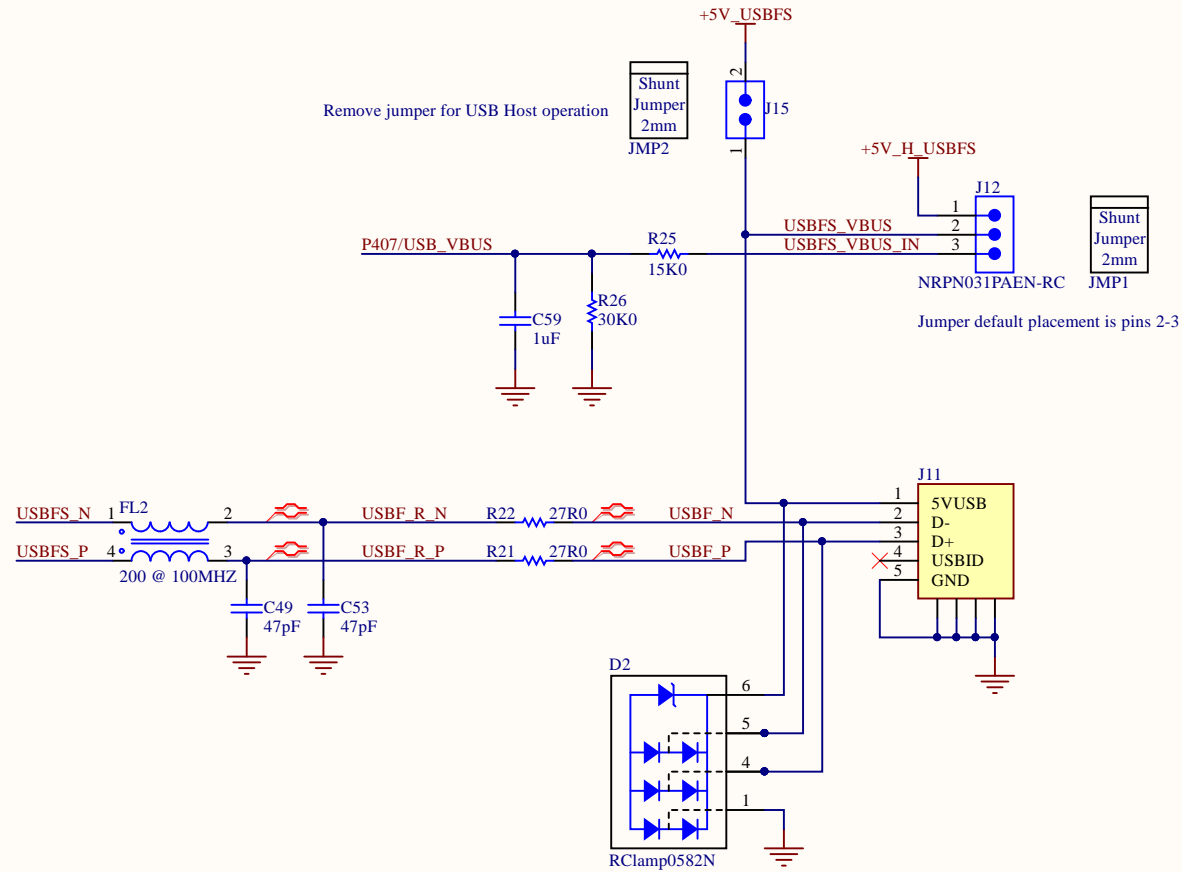 +5V_USBFS
Remove jumper for USB Host operation
Shunt
Jumper
2mm
JMP2
2
J15
1
+5V_H_USBFS
J12
1
2
3
USBFS_VBUS
USBFS_VBUS_IN
NRPN031PAEN-RC
Shunt
Jumper
2mm
JMP1
Jumper default placement is pins 2-3
P407/USB_VBUS
R25
15K0
R26
30K0
C59
1uF
USBFS_N
1
FL2
2
USBF_R_N
R22
27R0
USBF_N
USBFS_P
4
3
USBF_R_P
R21
27R0
USBF_P
200 @ 100MHZ
C49
47pF
C53
47pF
J11
1
5VUSB
2
D-
3
D+
4
USBID
5
GND
D2
6
5
4
1
RClamp0582N